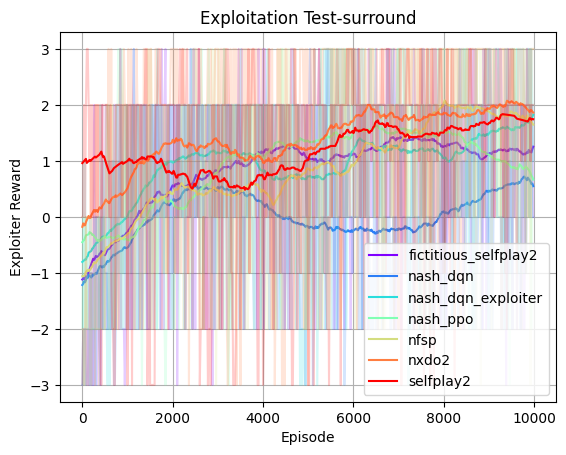 Exploitation Test-surround
Exploiter Reward
3
2
1
0
−1
−2
−3
fictitious_selfplay2
nash_dqn
nash_dqn_exploiter
nash_ppo
nfsp
nxdo2
selfplay2
0 2000 4000 6000 8000 10000
Episode